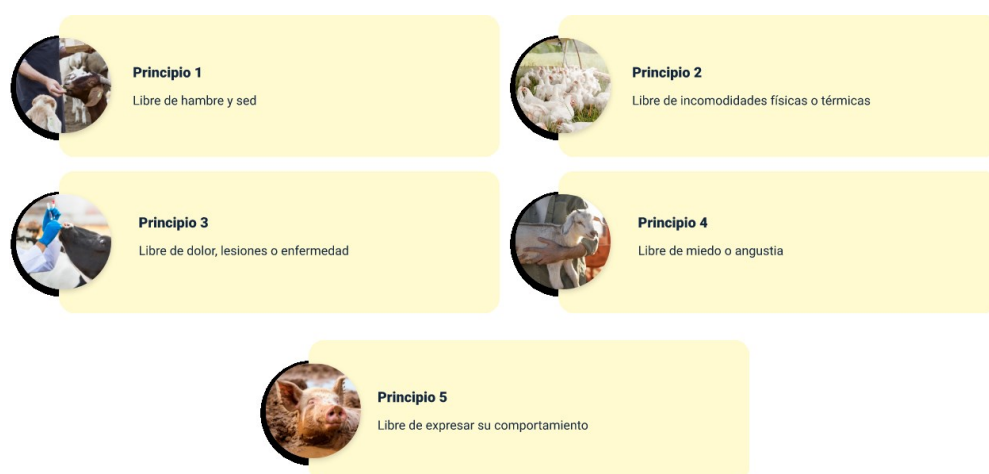 Principio 1
Libre de hambre y sed
Principio 2
Libre de incomodidades físicas o térmicas
Principio 3
Libre de dolor, lesiones o enfermedad
Principio 4
Libre de miedo o angustia
Principio 5
Libre de expresar su comportamiento